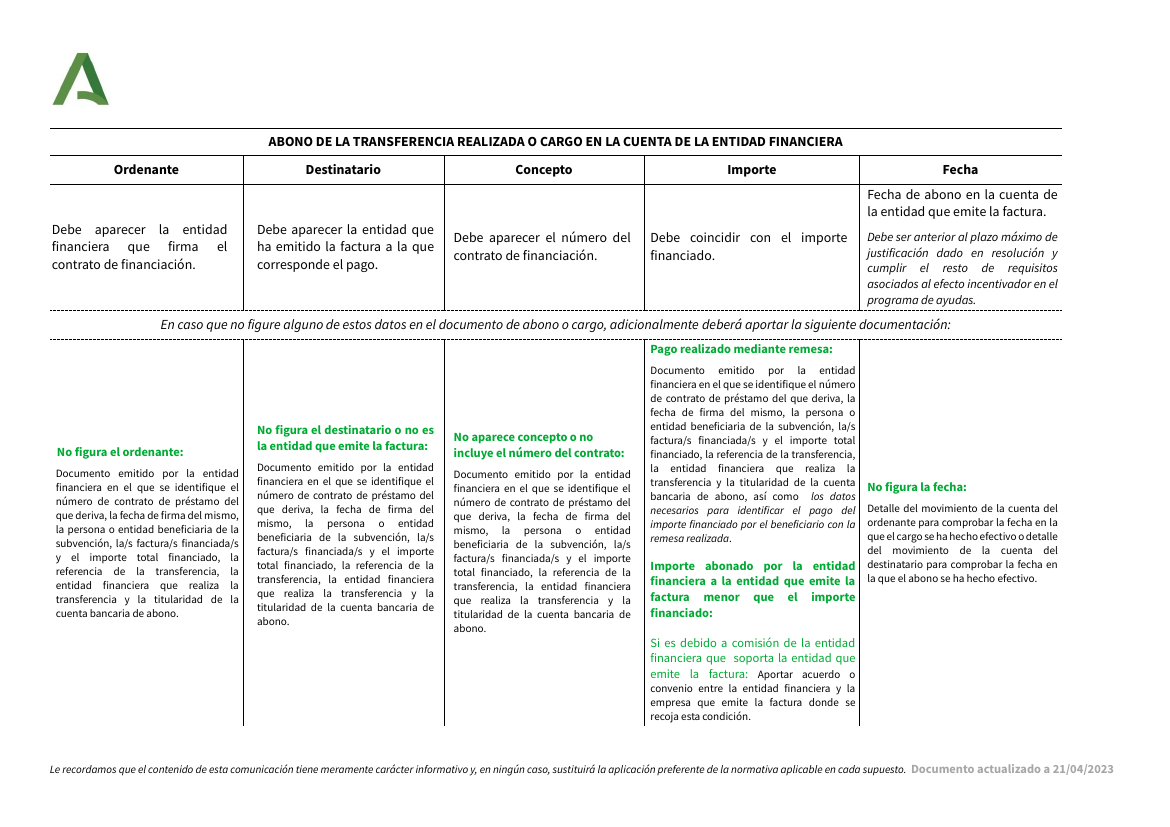 ABONO DE LA TRANSFERENCIA REALIZADA O CARGO EN LA CUENTA DE LA ENTIDAD FINANCIERA
Ordenante
Destinatario
Concepto
Importe
Fecha
Debe aparecer la entidad
financiera que firma el
contrato de financiación.
Debe aparecer la entidad que
ha emitido la factura a la que
corresponde el pago.
Debe aparecer el número del
contrato de financiación.
Debe coincidir con el importe
financiado.
Fecha de abono en la cuenta de
la entidad que emite la factura.
Debe ser anterior al plazo máximo de
justificación dado en resolución y
cumplir el resto de requisitos
asociados al efecto incentivador en el
programa de ayudas.
En caso que no figure alguno de estos datos en el documento de abono o cargo, adicionalmente deberá aportar la siguiente documentación:
No figura el ordenante:
Documento emitido por la entidad
financiera en el que se identifique el
número de contrato de préstamo del
que deriva, la fecha de firma del mismo,
la persona o entidad beneficiaria de la
subvención, la/s factura/s financiada/s
y el importe total financiado, la
referencia de la transferencia, la
entidad financiera que realiza la
transferencia y la titularidad de la
cuenta bancaria de abono.
No figura el destinatario o no es
la entidad que emite la factura:
Documento emitido por la entidad
financiera en el que se identifique el
número de contrato de préstamo del
que deriva, la fecha de firma del
mismo, la persona o entidad
beneficiaria de la subvención, la/s
factura/s financiada/s y el importe
total financiado, la referencia de la
transferencia, la entidad financiera
que realiza la transferencia y la
titularidad de la cuenta bancaria de
abono.
No aparece concepto o no
incluye el número del contrato:
Documento emitido por la entidad
financiera en el que se identifique el
número de contrato de préstamo del
que deriva, la fecha de firma del
mismo, la persona o entidad
beneficiaria de la subvención, la/s
factura/s financiada/s y el importe
total financiado, la referencia de la
transferencia, la entidad financiera
que realiza la transferencia y la
titularidad de la cuenta bancaria de
abono.
Pago realizado mediante remesa:
Documento emitido por la entidad
financiera en el que se identifique el número
de contrato de préstamo del que deriva, la
fecha de firma del mismo, la persona o
entidad beneficiaria de la subvención, la/s
factura/s financiada/s y el importe total
financiado, la referencia de la transferencia,
la entidad financiera que realiza la
transferencia y la titularidad de la cuenta
bancaria de abono, así como los datos
necesarios para identificar el pago del
importe financiado por el beneficiario con la
remesa realizada.
Importe abonado por la entidad
financiera a la entidad que emite la
factura menor que el importe
financiado:
Si es debido a comisión de la entidad
financiera que soporta la entidad que
emite la factura: Aportar acuerdo o
convenio entre la entidad financiera y la
empresa que emite la factura donde se
recoja esta condición.
No figura la fecha:
Detalle del movimiento de la cuenta del
ordenante para comprobar la fecha en la
que el cargo se ha hecho efectivo o detalle
del movimiento de la cuenta del
destinatario para comprobar la fecha en
la que el abono se ha hecho efectivo.
Le recordamos que el contenido de esta comunicación tiene meramente carácter informativo y, en ningún caso, sustituirá la aplicación preferente de la normativa aplicable en cada supuesto. Documento actualizado a 21/04/2023